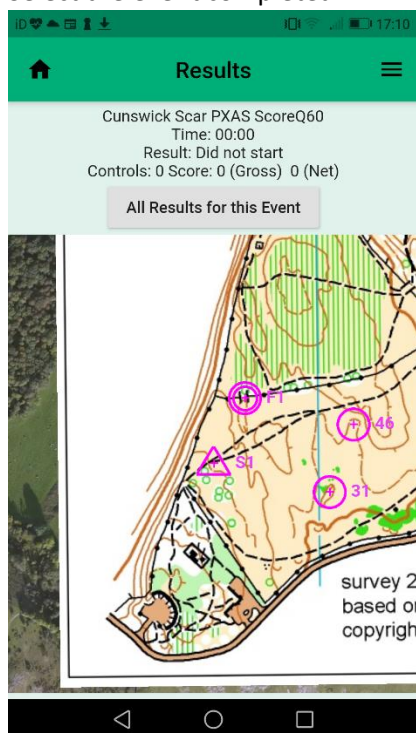 iD 17:10
Results
Cunswick Scar PXAS ScoreQ60
Time: 00:00
Result: Did not start
Controls: 0 Score: 0 (Gross) 0 (Net)
All Results for this Event
F1
46
S1
31
survey 2
based o
copyrigh